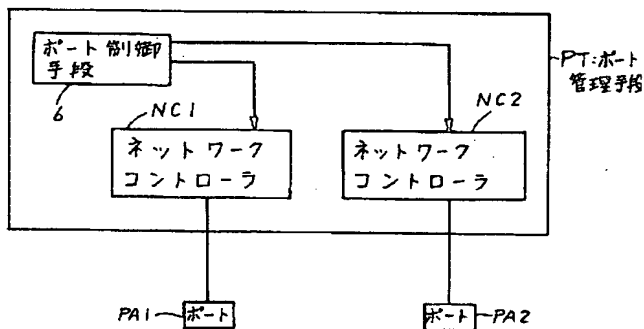 ポート制御
手段
6
PT:ポート
管理手段
NC1
NC2
ネットワーク
コントローラ
ネットワーク
コントローラ
PA1
ポート
ポート
PA2